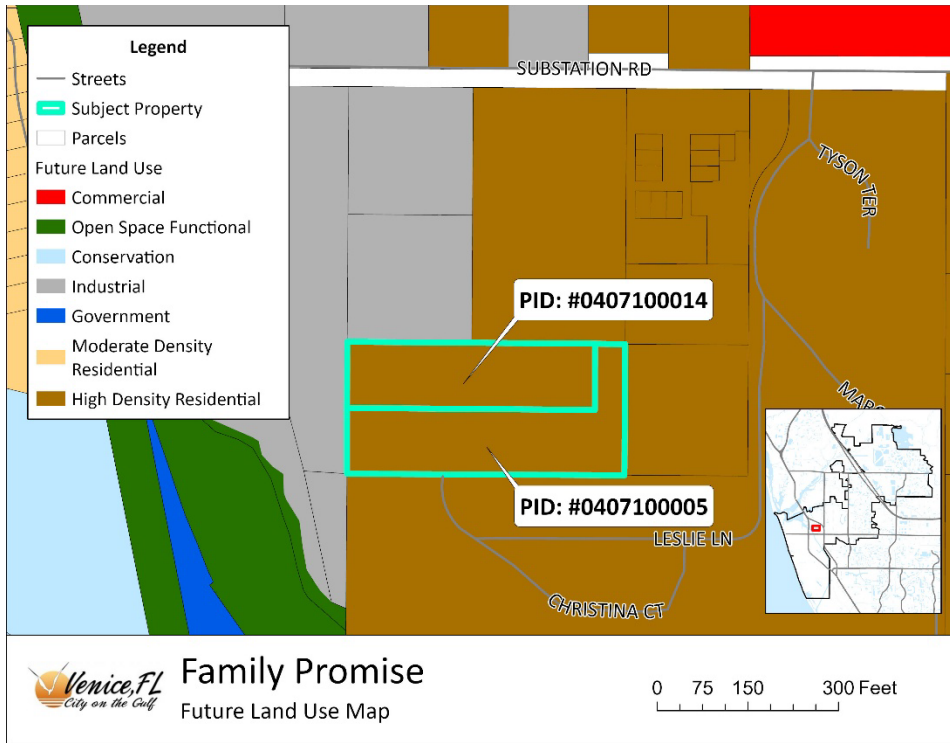 Legend
Streets
Subject Property
Parcels
Future Land Use
Commercial
Open Space Functional
Conservation
Industrial
Government
Moderate Density
Residential
High Density Residential
SUBSTATION RD
TYSON TER
PID: #0407100014
PID: #0407100005
LESLIE LN
CHRISTINA CT
Venice, FL
City on the Gulf
Family Promise
Future Land Use Map
0 75 150 300 Feet